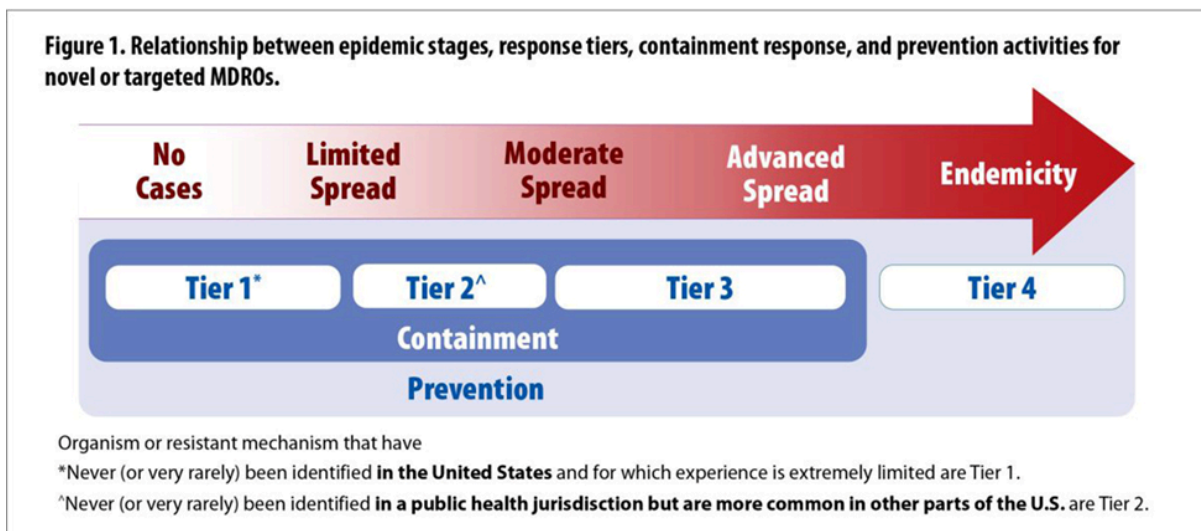 Figure 1. Relationship between epidemic stages, response tiers, containment response, and prevention activities for
novel or targeted MDROs.
No
Cases
Limited
Spread
Moderate
Spread
Advanced
Spread
Endemicity
Tier 1*
Tier 2^
Tier 3
Tier 4
Containment
Prevention
Organism or resistant mechanism that have
*Never (or very rarely) been identified in the United States and for which experience is extremely limited are Tier 1.
^Never (or very rarely) been identified in a public health jurisdisction but are more common in other parts of the U.S. are Tier 2.